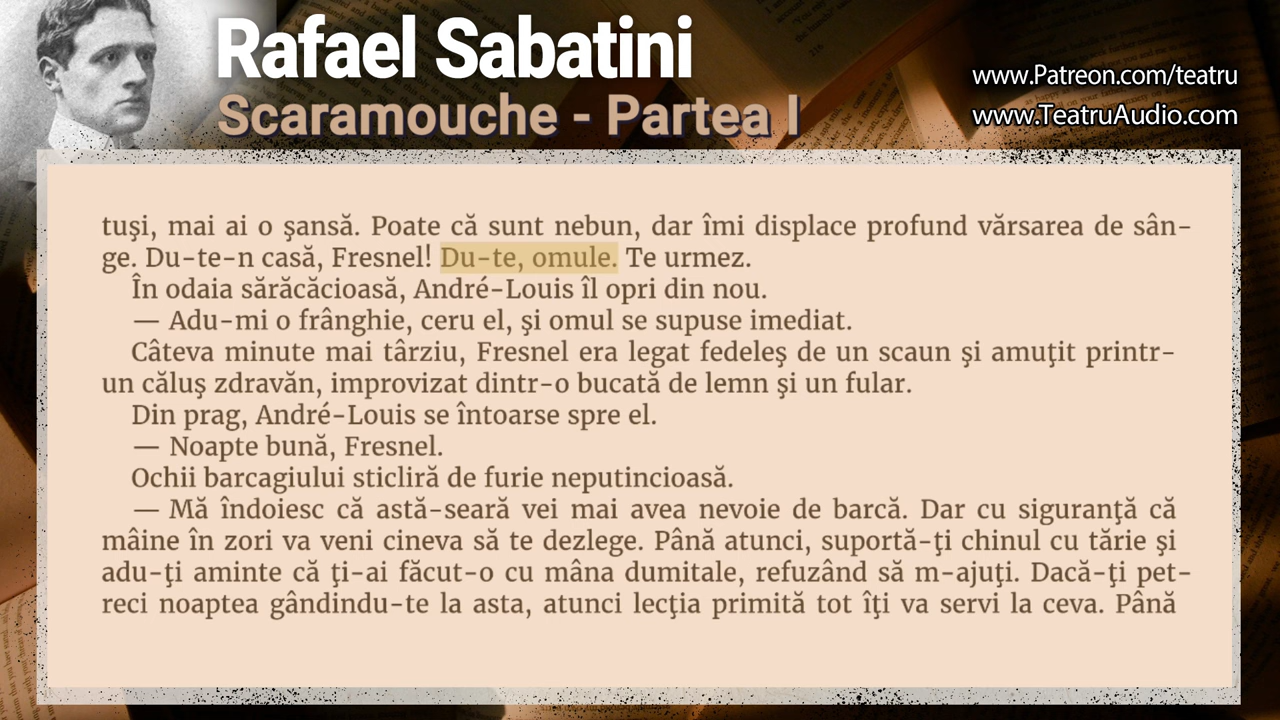 Rafael Sabatini
Scaramouche - Partea I
www.Patreon.com/teatru
www.TeatruAudio.com
tuşi, mai ai o şansă. Poate că sunt nebun, dar îmi displace profund vărsarea de sân-
ge. Du-te-n casă, Fresnel! Du-te, omule. Te urmez.
În odaia sărăcăcioasă, André-Louis îl opri din nou.
— Adu-mi o frânghie, ceru el, şi omul se supuse imediat.
Câteva minute mai târziu, Fresnel era legat fedeleş de un scaun şi amuţit printr-
un căluş zdravăn, improvizat dintr-o bucată de lemn şi un fular.
Din prag, André-Louis se întoarse spre el.
— Noapte bună, Fresnel.
Ochii barcagiului sticliră de furie neputincioasă.
— Mă îndoiesc că astă-seară vei mai avea nevoie de barcă. Dar cu siguranţă că
mâine în zori va veni cineva să te dezlege. Până atunci, suportă-ţi chinul cu tărie şi
adu-ţi aminte că ţi-ai făcut-o cu mâna dumitale, refuzând să m-ajuţi. Dacă-ţi pet-
reci noaptea gândindu-te la asta, atunci lecţia primită tot îţi va servi la ceva. Până